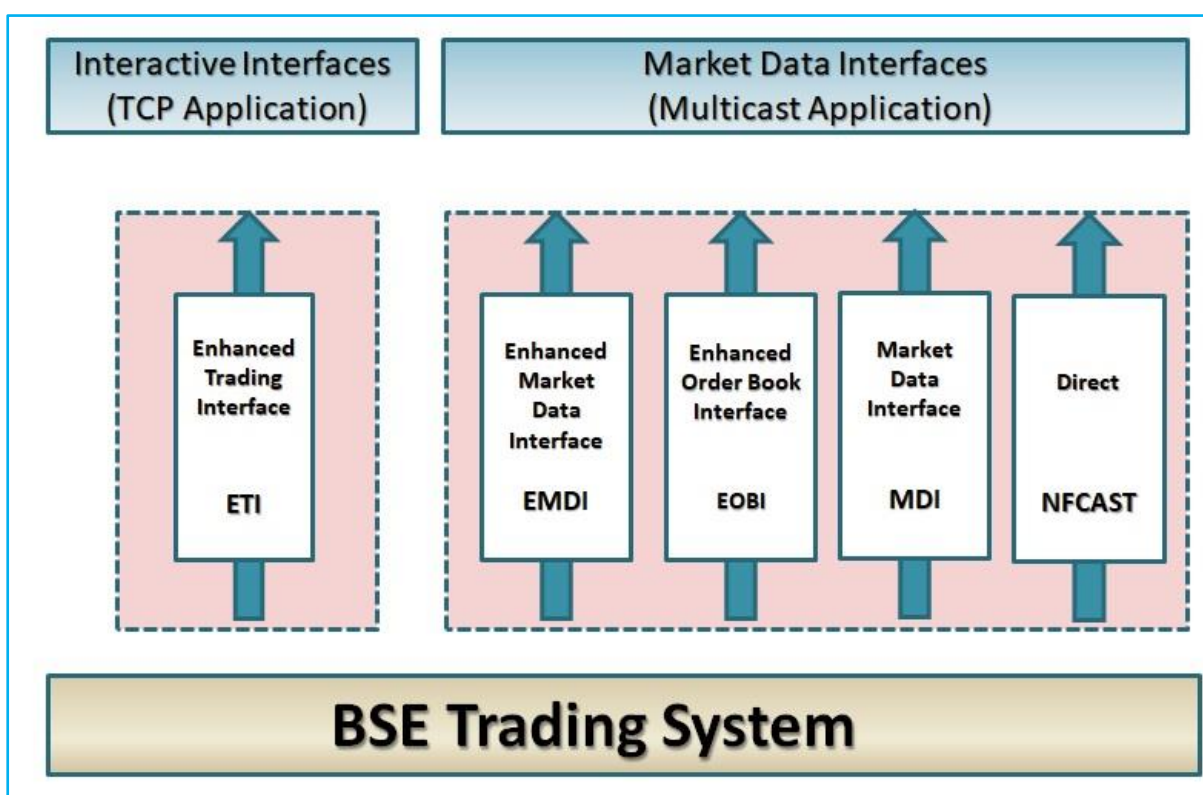 Interactive Interfaces
(TCP Application)
Market Data Interfaces
(Multicast Application)
Enhanced
Trading
Interface
ETI
Enhanced
Market
Data
Interface
EMDI
Enhanced
Order Book
Interface
EOBI
Market
Data
Interface
MDI
Direct
NFCAST
BSE Trading System